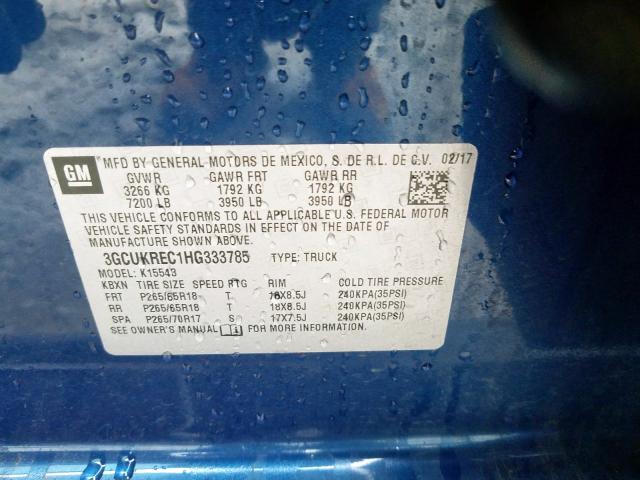 GM
MFD BY GENERAL MOTORS DE MEXICO, S. DE R.L. DE C.V. 02/17
GVWR GAWR FRT GAWR RR
3266 KG 1792 KG 1792 KG
7200 LB 3950 LB 3950 LB
THIS VEHICLE CONFORMS TO ALL APPLICABLE U.S. FEDERAL MOTOR
VEHICLE SAFETY STANDARDS IN EFFECT ON THE DATE OF
MANUFACTURE SHOWN ABOVE.
3GCUKREC1HG333785 TYPE: TRUCK
MODEL: K15543
KBXN TIRE SIZE SPEED RTG RIM COLD TIRE PRESSURE
FRT P265/65R18 T 18X8.5J 240KPA(35PSI)
RR P265/65R18 T 18X8.5J 240KPA(35PSI)
SPA P265/70R17 S 17X7.5J 240KPA(35PSI)
SEE OWNER'S MANUAL FOR MORE INFORMATION.